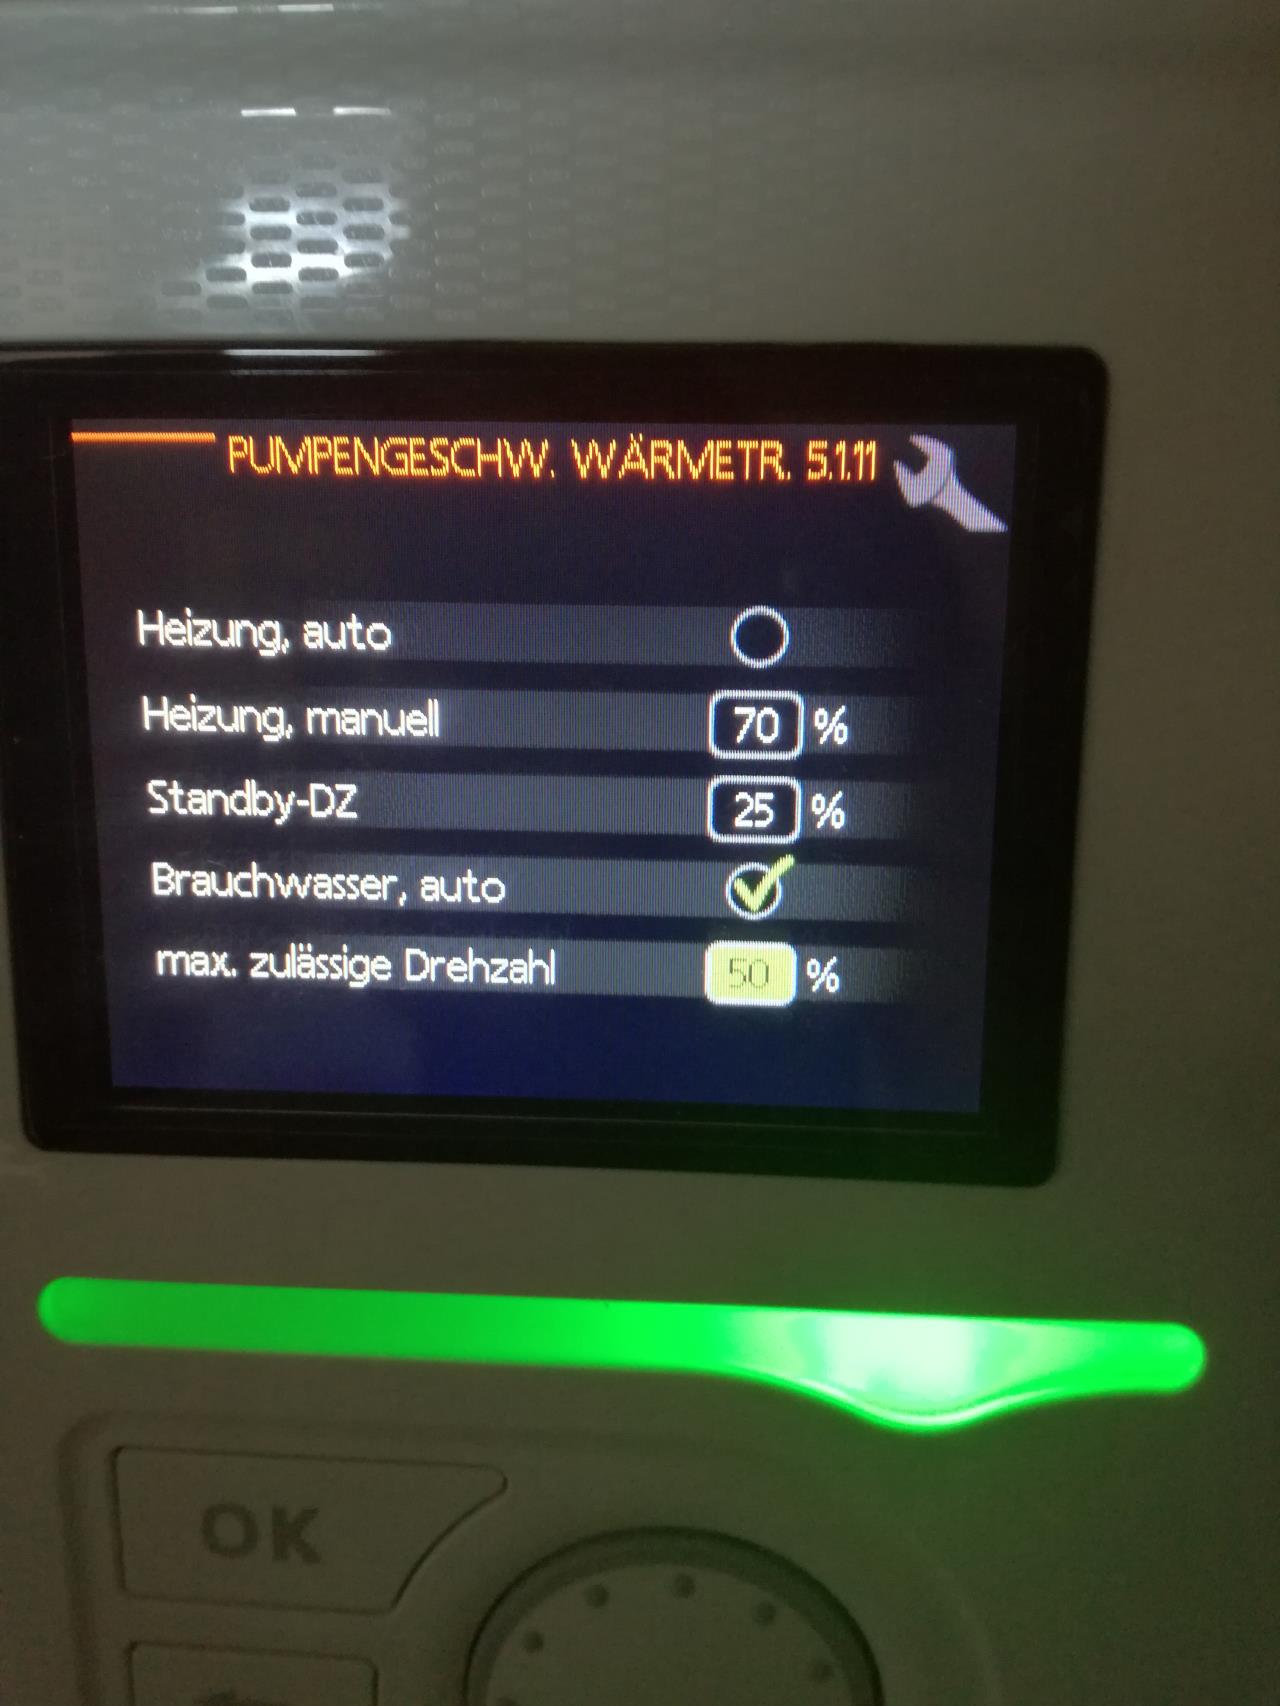 PUMPENGESCHW. WÄRMETR. 5.1.11
Heizung, auto
Heizung, manuell 70 %
Standby-DZ 25 %
Brauchwasser, auto
max. zulässige Drehzahl 50 %
OK